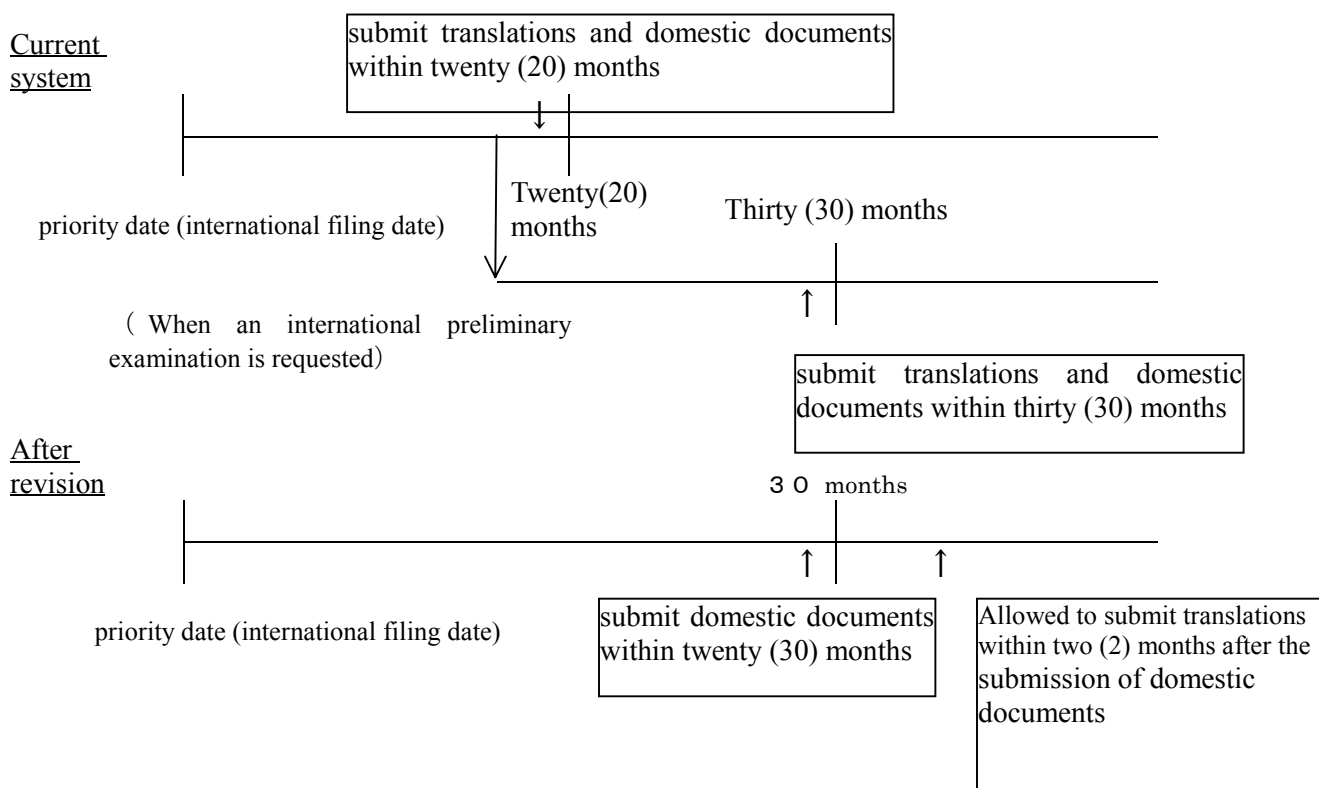 Current
system
submit translations and domestic documents
within twenty (20) months
↓
priority date (international filing date)
Twenty(20)
months
Thirty (30) months
（ When an international preliminary
examination is requested）
↑
submit translations and domestic
documents within thirty (30) months
After
revision
３０ months
↑
↑
priority date (international filing date)
submit domestic documents
within twenty (30) months
Allowed to submit translations
within two (2) months after the
submission of domestic
documents